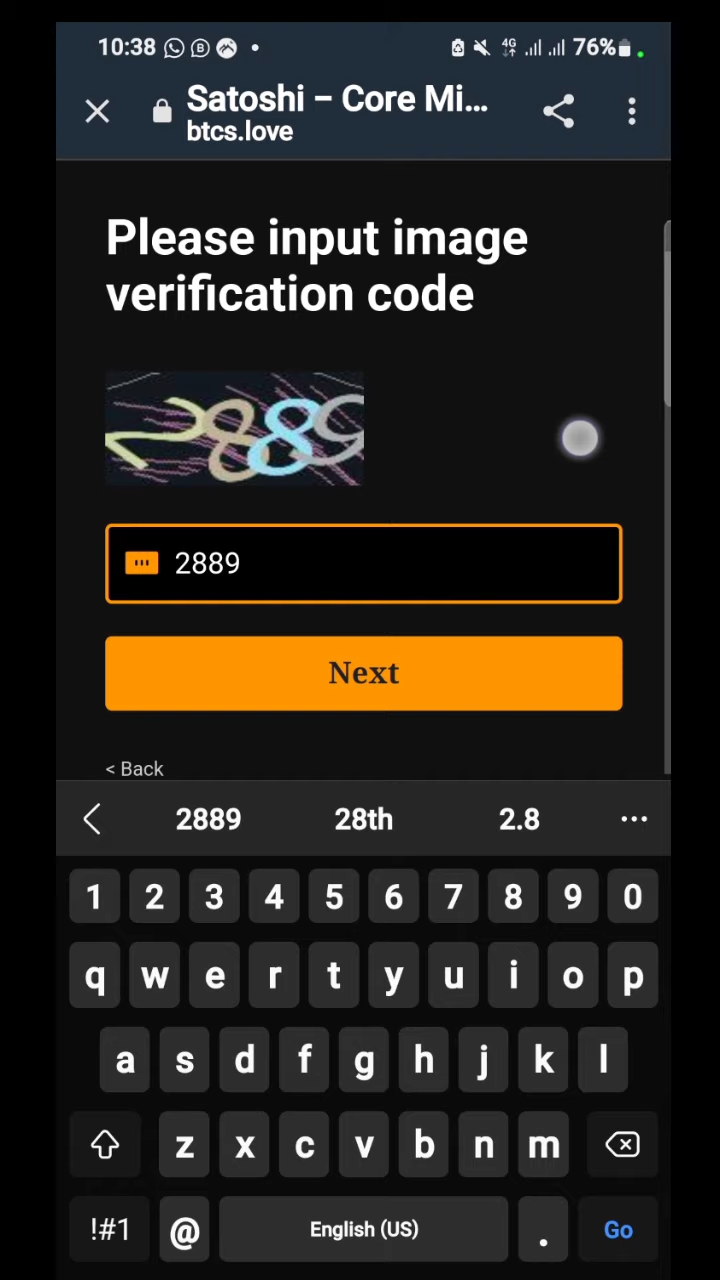 10:38 4G 76%
Satoshi – Core Mi...
btcs.love
Please input image
verification code
2889
2889
Next
< Back
2889 28th 2.8 ...
1 2 3 4 5 6 7 8 9 0
q w e r t y u i o p
a s d f g h j k l
z x c v b n m
!#1 @ English (US) . Go